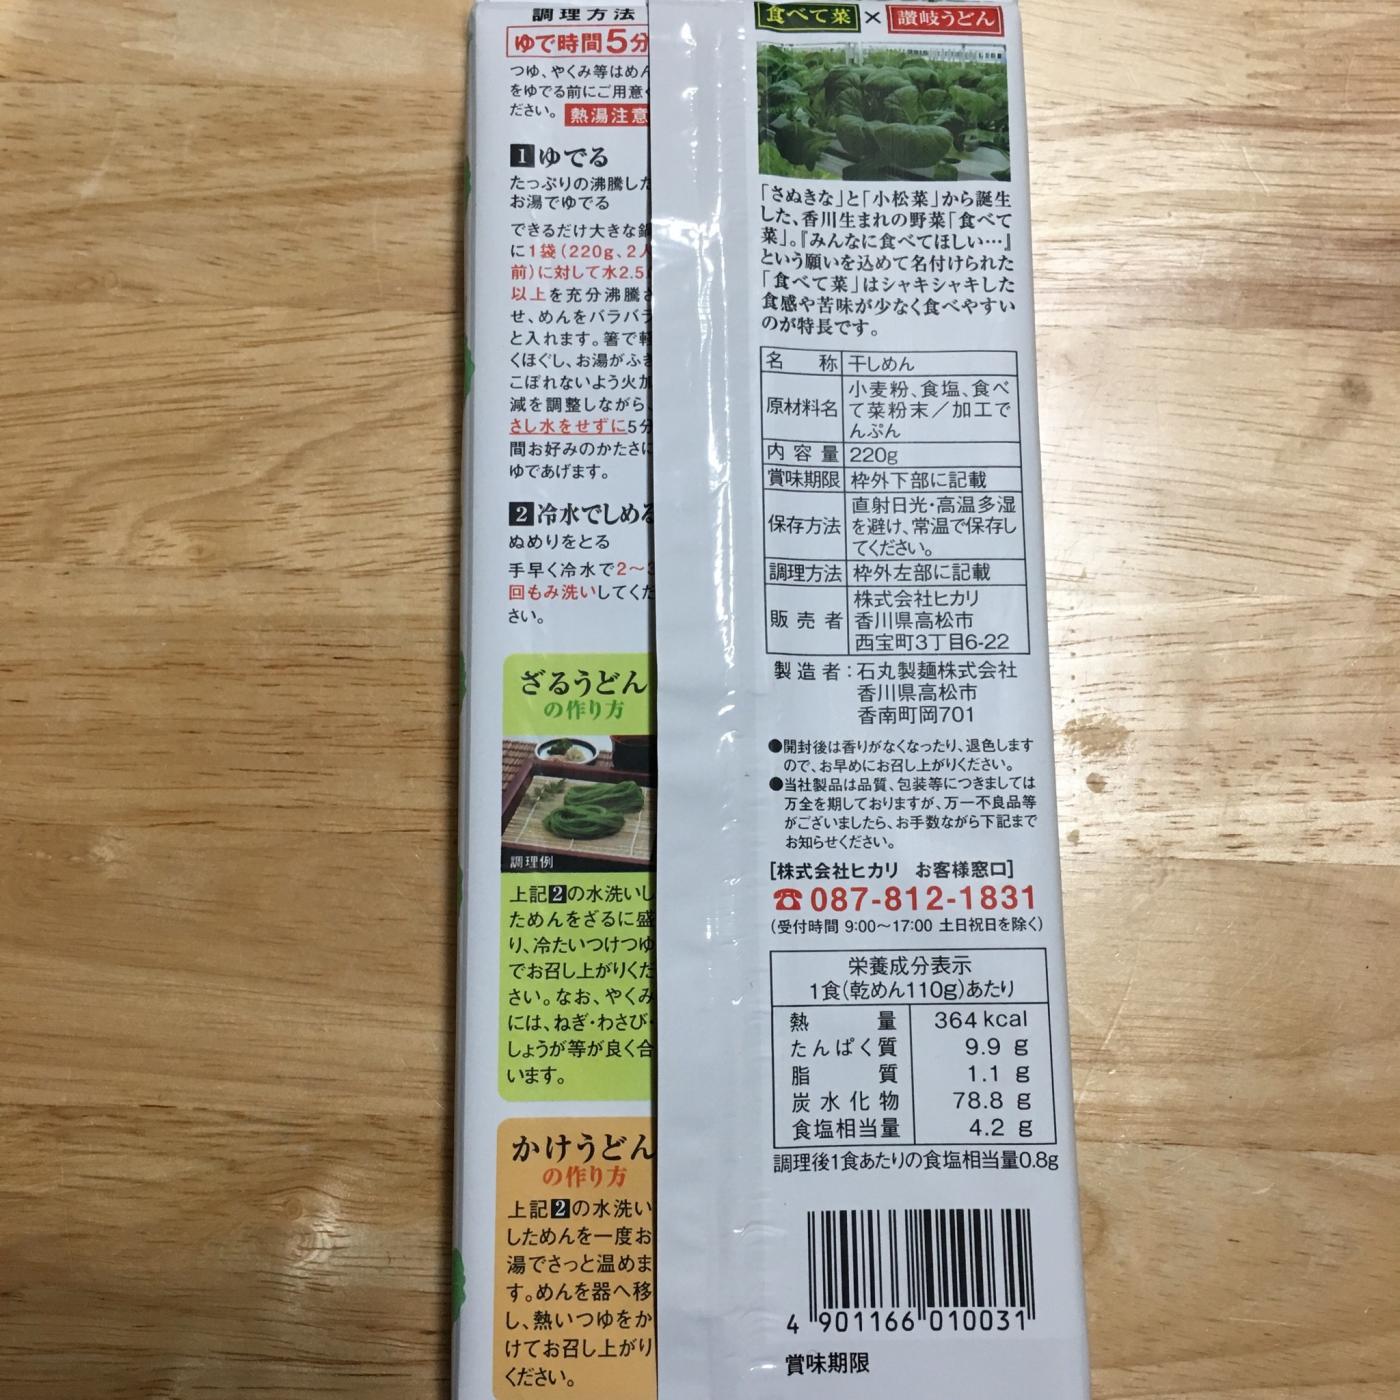 調理方法
ゆで時間5分
つゆ、やくみ等はめん
をゆでる前にご用意く
ださい。 熱湯注意
1 ゆでる
たっぷりの沸騰した
お湯でゆでる
できるだけ大きな鍋
に1袋(220g、2人
前)に対して水2.5ℓ
以上を充分沸騰さ
せ、めんをバラバラ
と入れます。箸で軽
くほぐし、お湯がふき
こぼれないよう火加
減を調整しながら、
さし水をせずに5分
間お好みのかたさに
ゆであげます。
2 冷水でしめる
ぬめりをとる
手早く冷水で2〜3
回もみ洗いしてくだ
さい。
ざるうどん
の作り方
調理例
上記2の水洗いし
ためんをざるに盛
り、冷たいつけつゆ
でお召し上がりくだ
さい。なお、やくみ
には、ねぎ・わさび・
しょうが等が良く合
います。
かけうどん
の作り方
上記2の水洗い
しためんを一度お
湯でさっと温めま
す。めんを器へ移
し、熱いつゆをか
けてお召し上がり
ください。
食べて菜×讃岐うどん
「さぬきな」と「小松菜」から誕生
した、香川生まれの野菜「食べて
菜」。『みんなに食べてほしい…』
という願いを込めて名付けられた
「食べて菜」はシャキシャキした
食感や苦味が少なく食べやすい
のが特長です。
名称 干しめん
原材料名 小麦粉、食塩、食べ
て菜粉末／加工で
んぷん
内容量 220g
賞味期限 枠外下部に記載
保存方法 直射日光・高温多湿
を避け、常温で保存し
てください。
調理方法 枠外左部に記載
販売者 株式会社ヒカリ
香川県高松市
西宝町3丁目6-22
製造者：石丸製麺株式会社
香川県高松市
香南町岡701
●開封後は香りがなくなったり、退色します
ので、お早めにお召し上がりください。
●当社製品は品質、包装等につきましては
万全を期しておりますが、万一不良品等
がございましたら、お手数ながら下記まで
お知らせください。
[株式会社ヒカリ お客様窓口]
☎087-812-1831
(受付時間 9:00〜17:00 土日祝日を除く)
栄養成分表示
1食(乾めん110g)あたり
熱量 364kcal
たんぱく質 9.9g
脂質 1.1g
炭水化物 78.8g
食塩相当量 4.2g
調理後1食あたりの食塩相当量0.8g
4 901166 010031
賞味期限